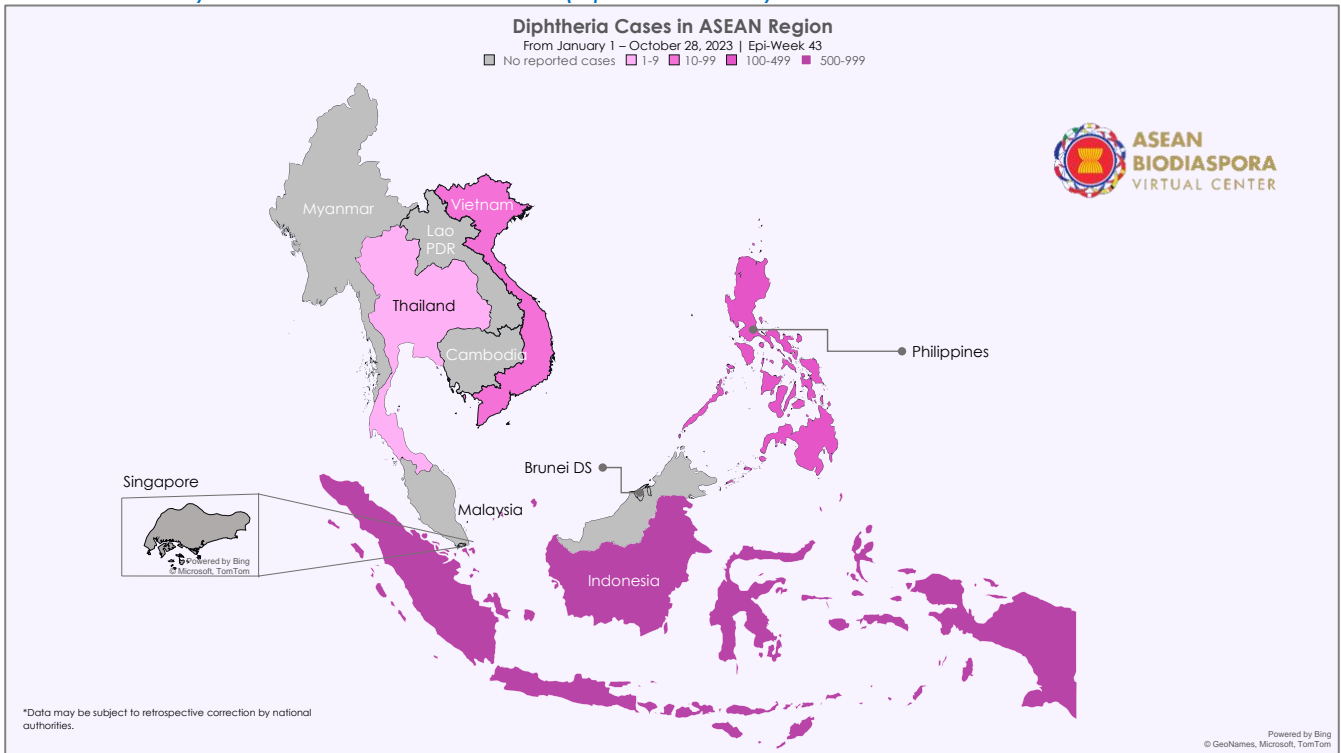 Diphtheria Cases in ASEAN Region
From January 1 – October 28, 2023 | Epi-Week 43
No reported cases 1-9 10-99 100-499 500-999
ASEAN
BIODIASPORA
VIRTUAL CENTER
Myanmar
Vietnam
Lao
PDR
Thailand
Cambodia
Philippines
Brunei DS
Singapore
Malaysia
Powered by Bing
© Microsoft, TomTom
Indonesia
*Data may be subject to retrospective correction by national
authorities.
Powered by Bing
© GeoNames, Microsoft, TomTom